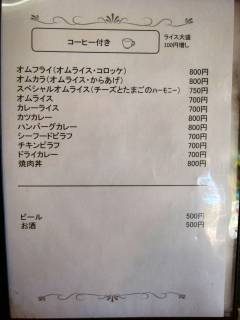 コーヒー付き
ライス大盛
100円増し
オムフライ(オムライス・コロッケ) 800円
オムカラ(オムライス・からあげ) 800円
スペシャルオムライス(チーズとたまごのハーモニー) 750円
オムライス 700円
カレーライス 700円
カツカレー 800円
ハンバーグカレー 800円
シーフードピラフ 700円
チキンピラフ 700円
ドライカレー 700円
焼肉丼 800円
ビール 500円
お酒 500円